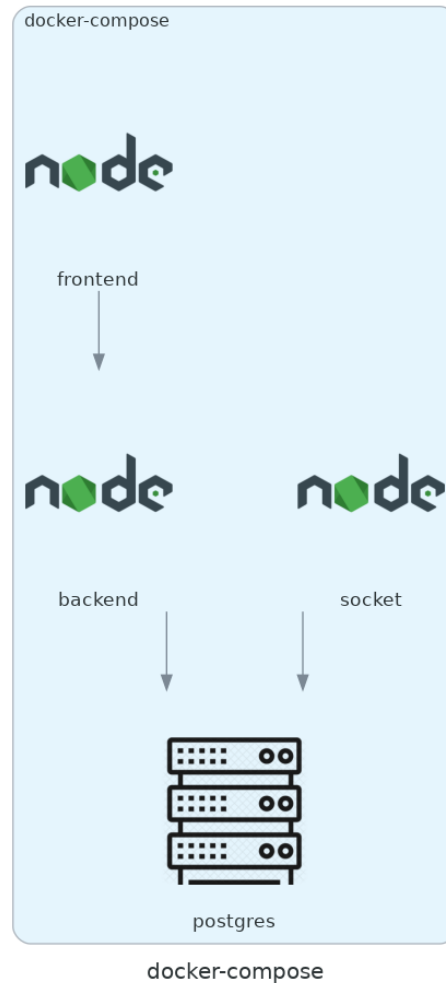 docker-compose
node
frontend
node
node
backend
socket
postgres
docker-compose